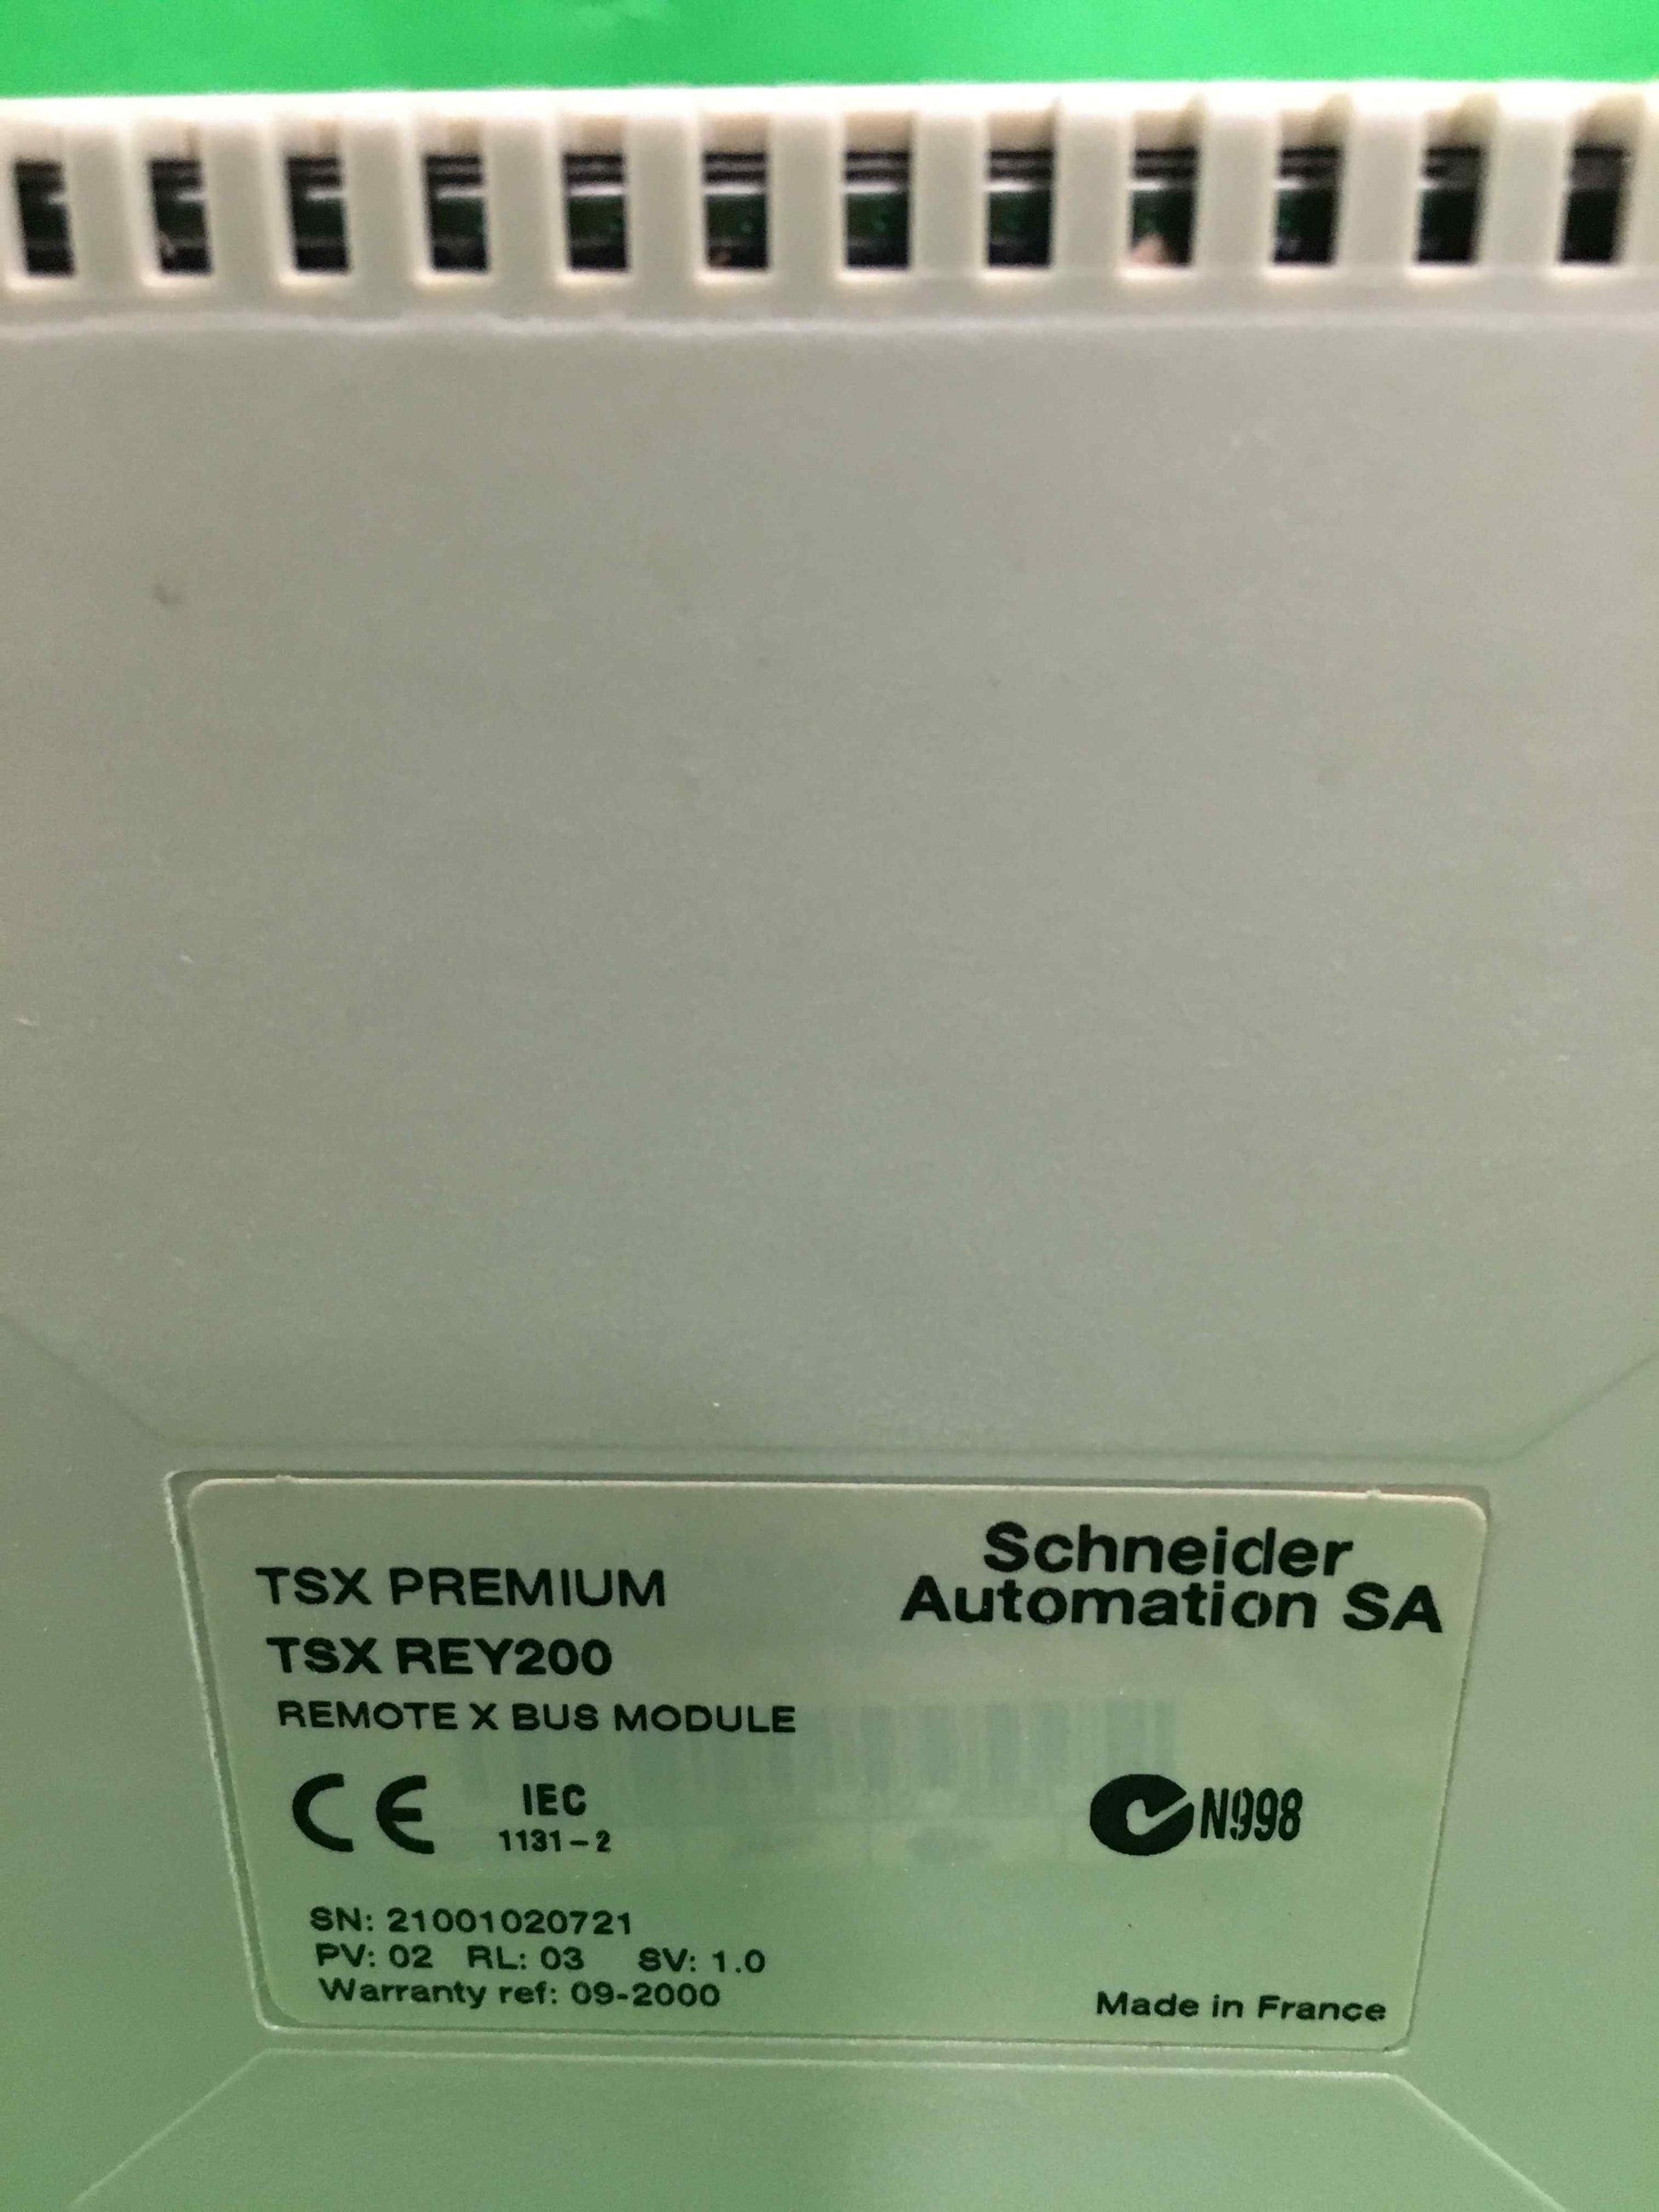 TSX PREMIUM
Schneider
Automation SA
TSX REY200
REMOTE X BUS MODULE
CE
IEC
1131-2
N998
SN: 21001020721
PV: 02 RL: 03 SV: 1.0
Warranty ref: 09-2000
Made in France